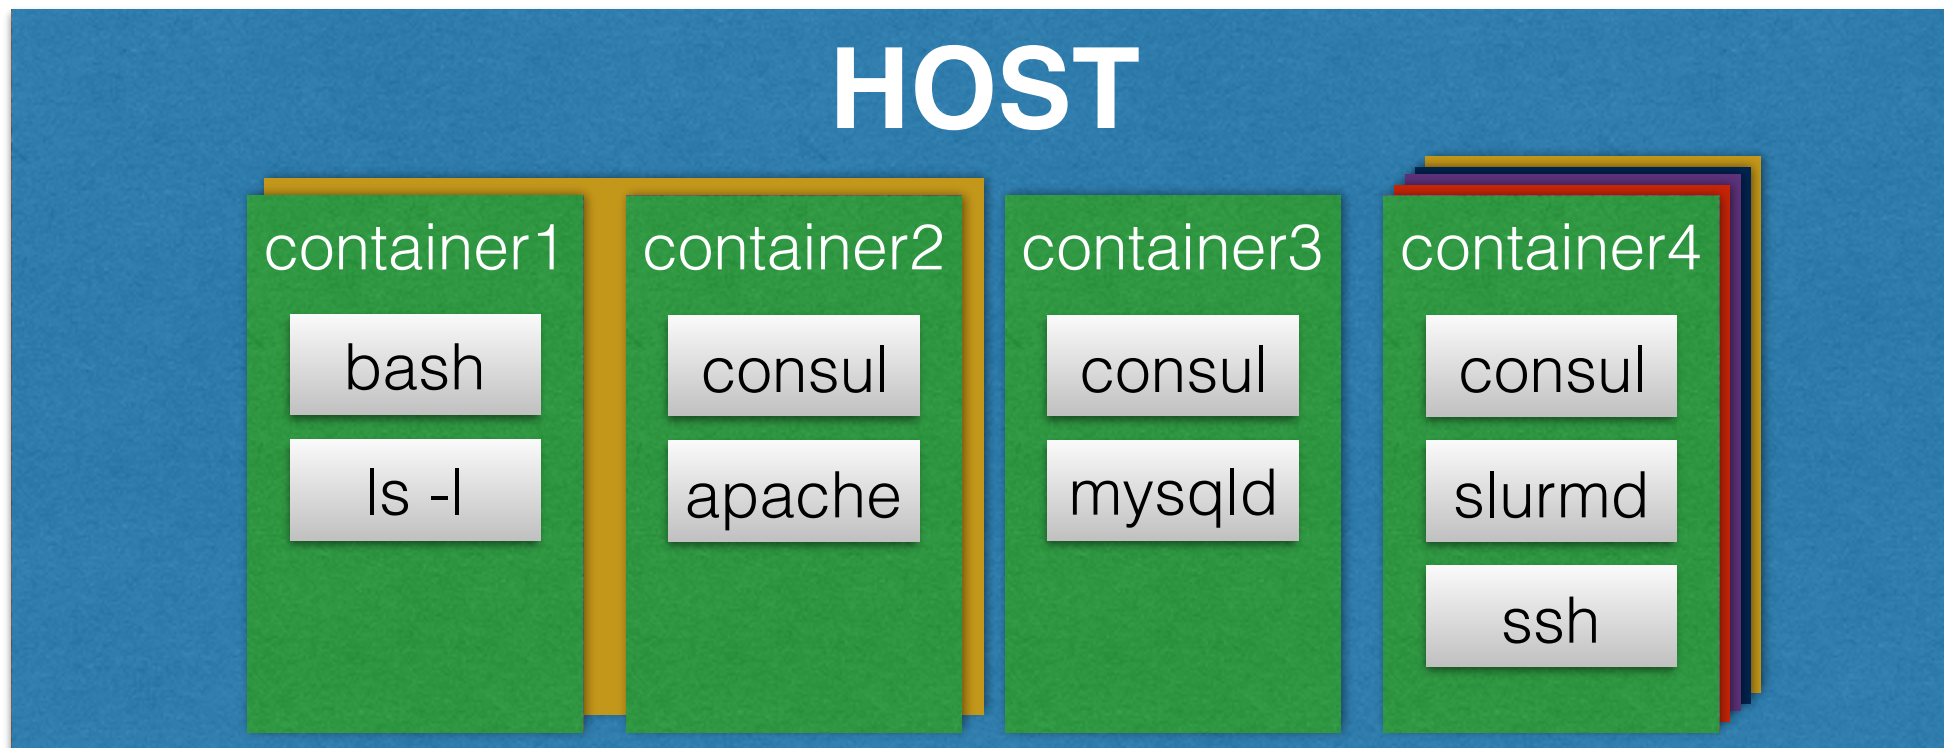 HOST
container1
bash
ls -l
container2
consul
apache
container3
consul
mysqld
container4
consul
slurmd
ssh